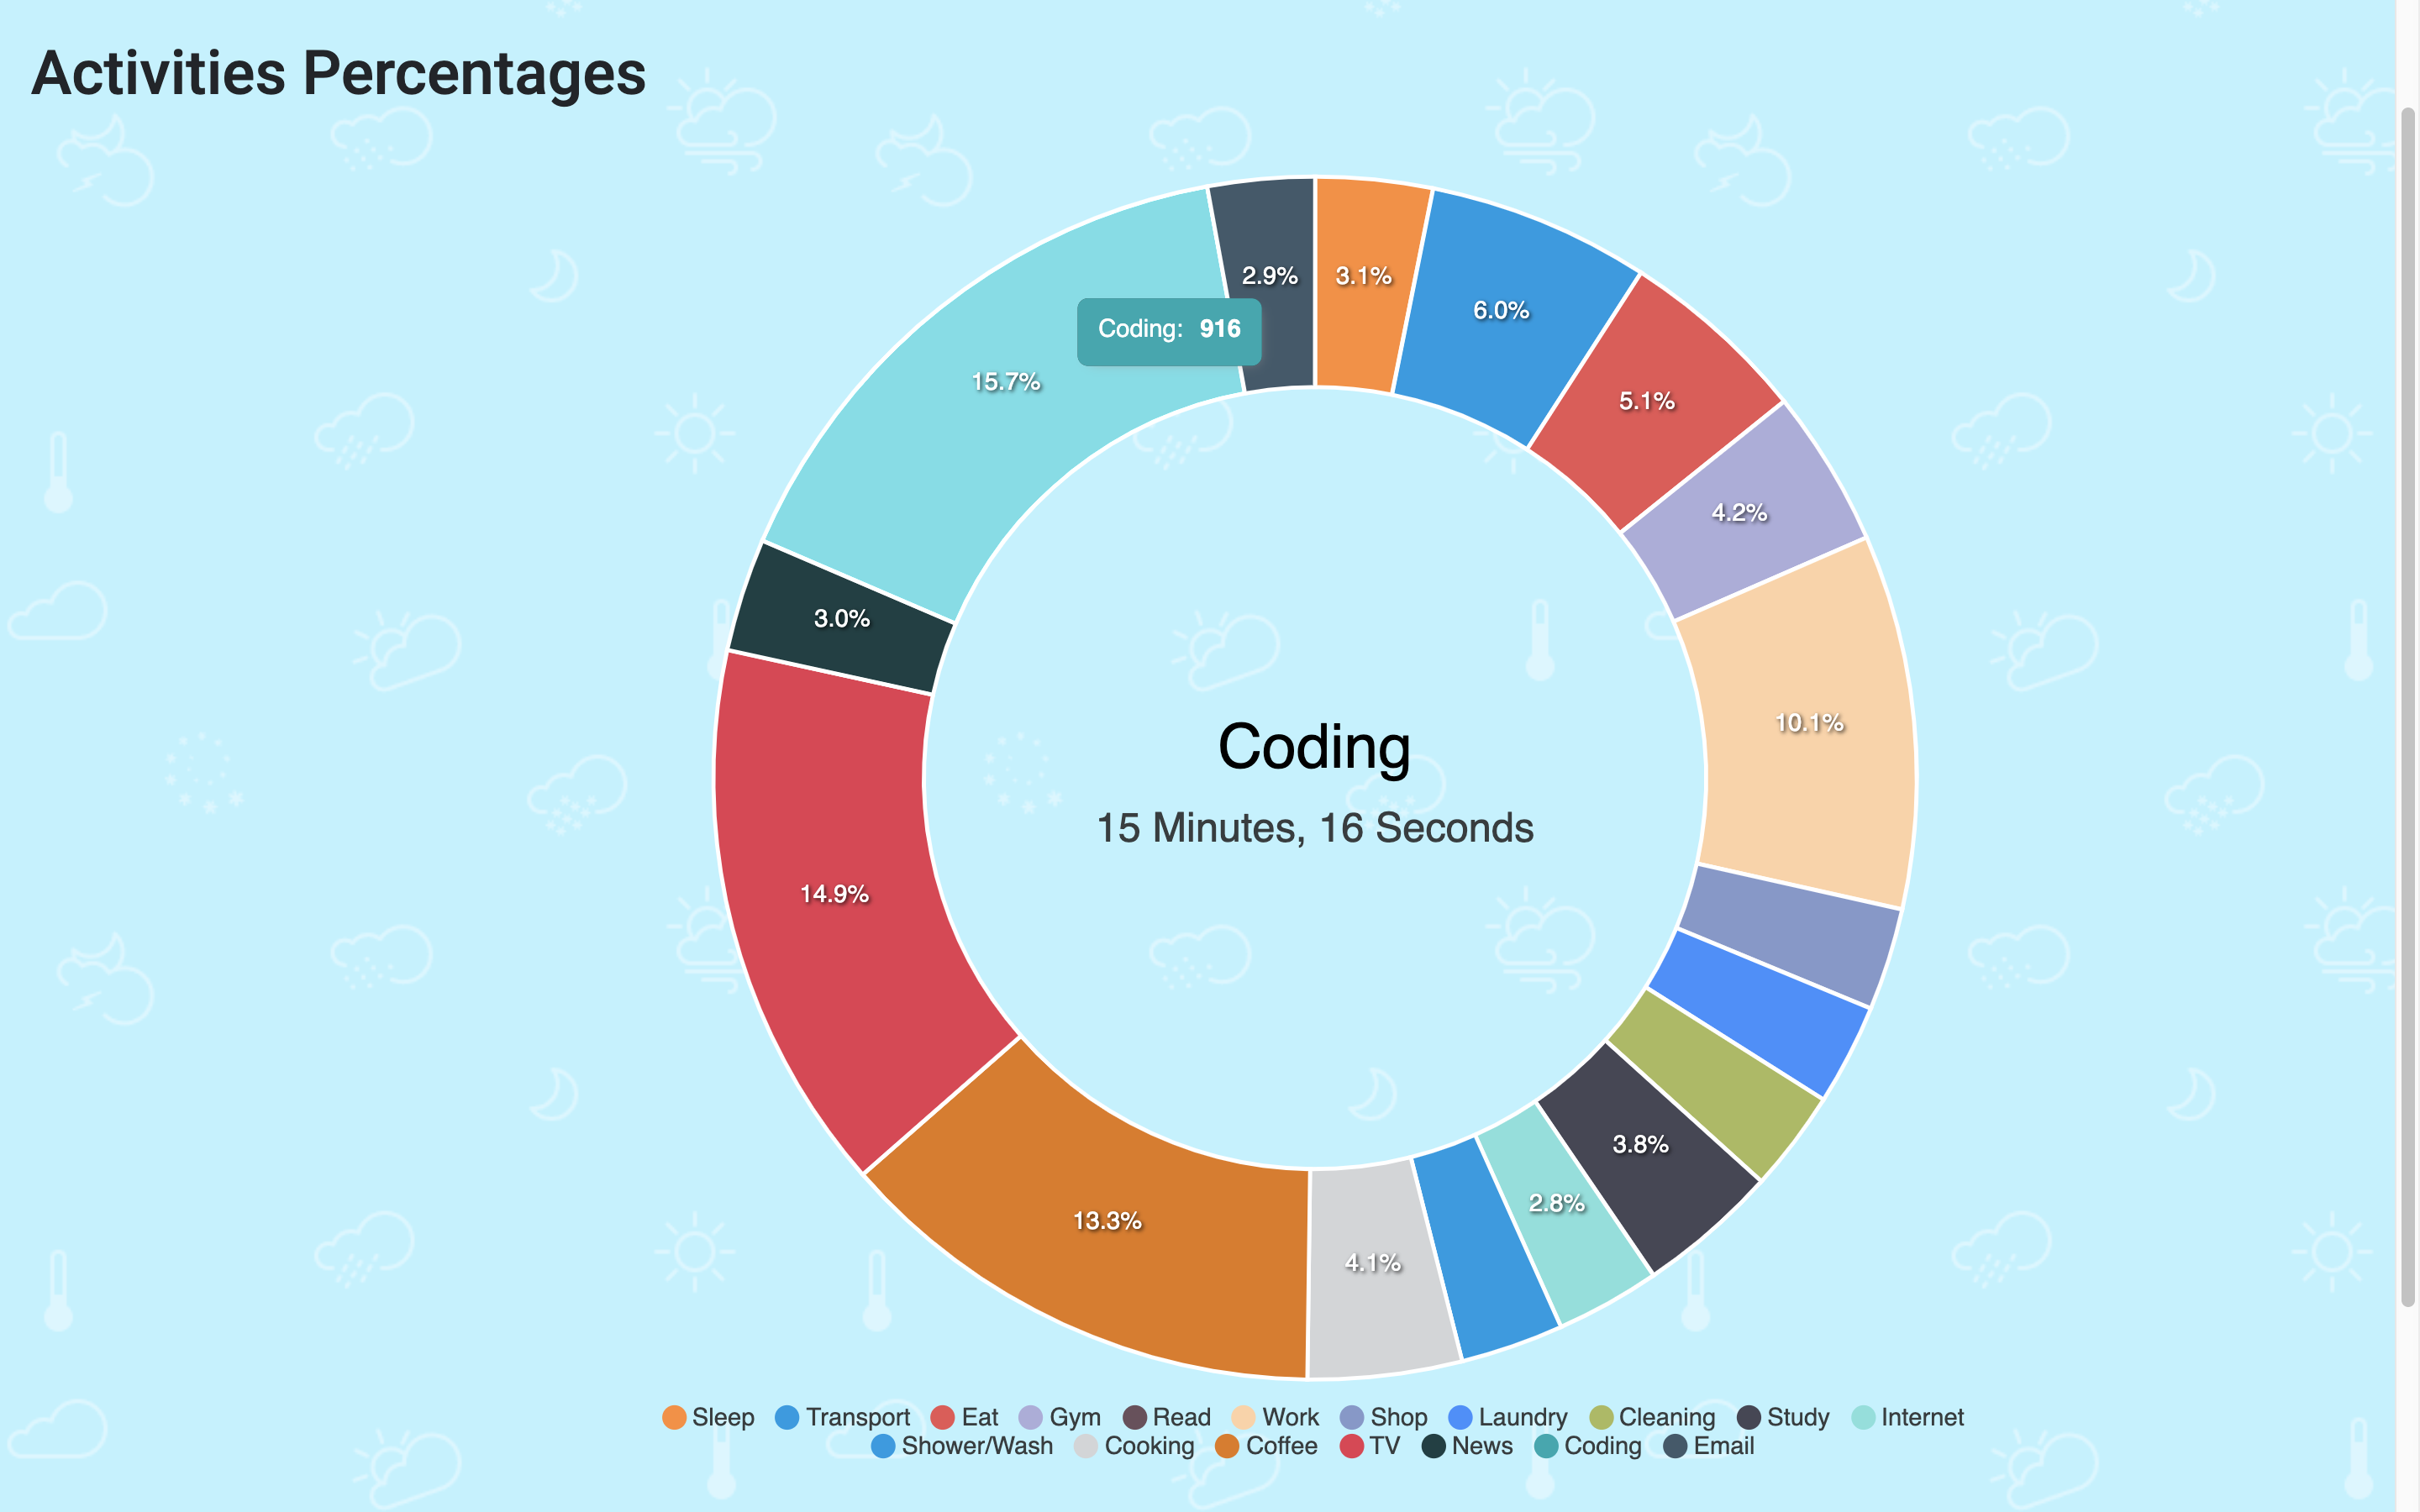 Activities Percentages
2.9%
3.1%
6.0%
Coding: 916
15.7%
5.1%
4.2%
3.0%
10.1%
Coding
15 Minutes, 16 Seconds
14.9%
3.8%
2.8%
13.3%
4.1%
Sleep Transport Eat Gym Read Work Shop Laundry Cleaning Study Internet
Shower/Wash Cooking Coffee TV News Coding Email